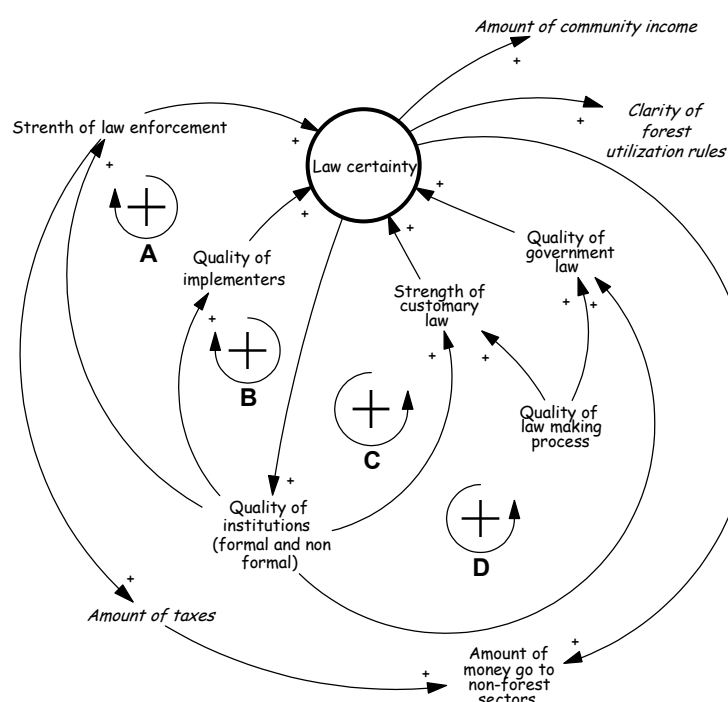 Amount of community income
Strenth of law enforcement
Clarity of
forest
utilization rules
Law certainty
+
+
+
+
+
+
+
A
Quality of
implementers
Quality of
government
law
Strength of
customary
law
+
+
+
+
+
B
C
Quality of
law making
process
+
Quality of
institutions
(formal and non
formal)
D
+
Amount of taxes
+
Amount of
money go to
non-forest
sectors
+